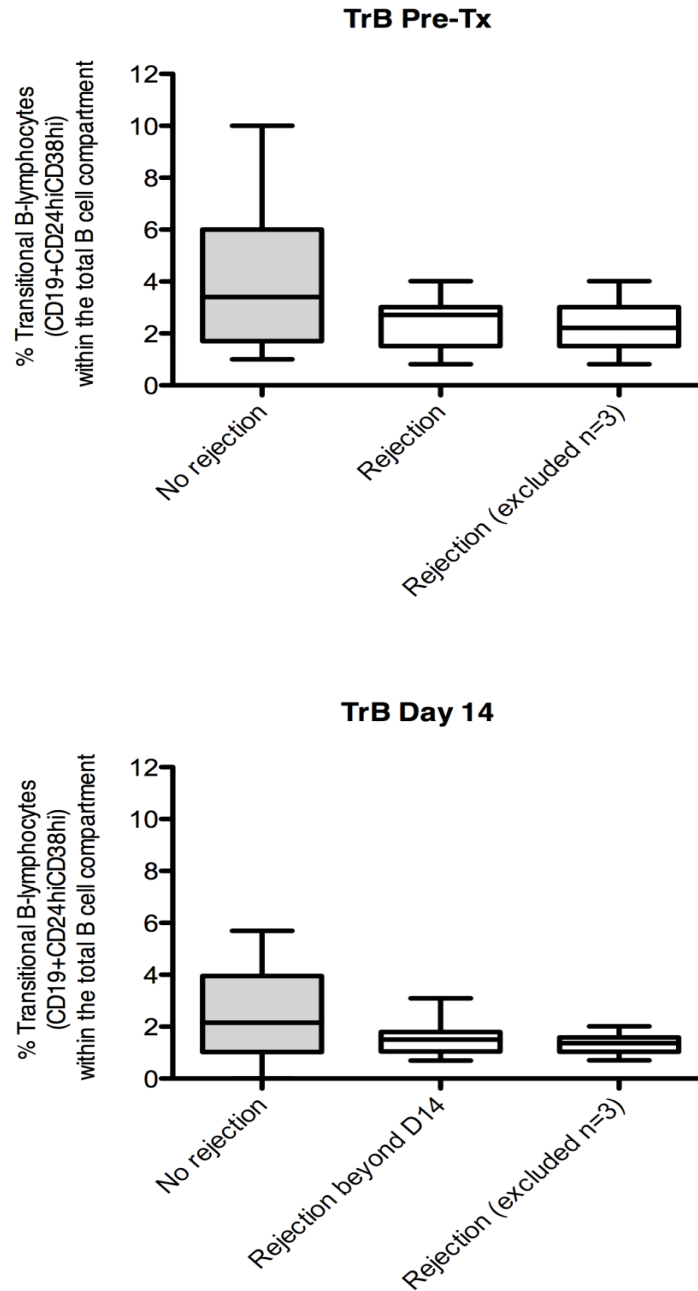 TrB Pre-Tx
% Transitional B-lymphocytes
(CD19+CD24hiCD38hi)
within the total B cell compartment
12
10
8
6
4
2
0
No rejection
Rejection
Rejection (excluded n=3)
TrB Day 14
% Transitional B-lymphocytes
(CD19+CD24hiCD38hi)
within the total B cell compartment
12
10
8
6
4
2
0
No rejection
Rejection beyond D14
Rejection (excluded n=3)